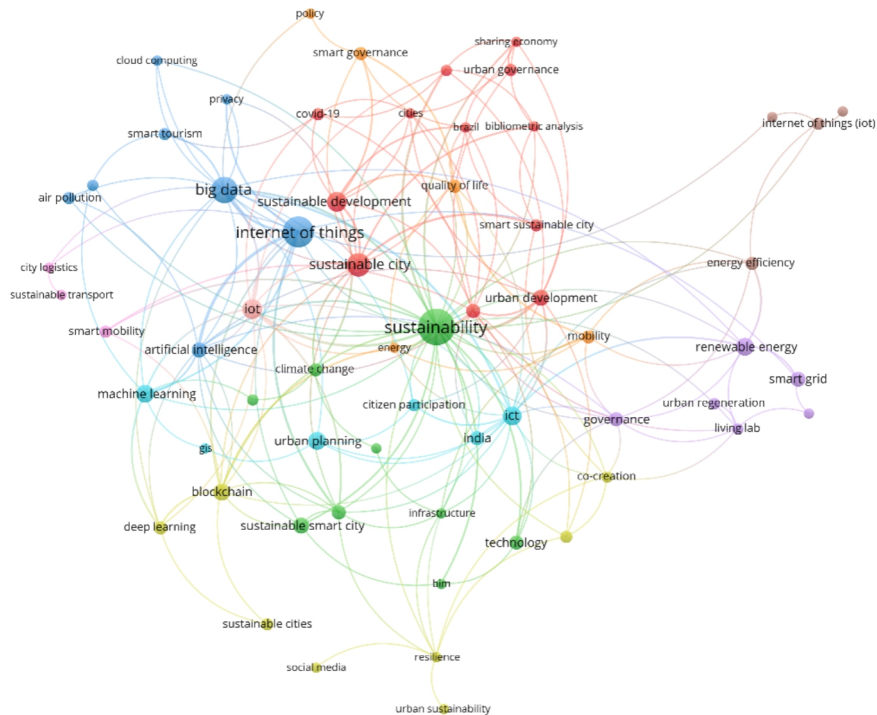 policy
sharing economy
smart governance
cloud computing
urban governance
privacy
covid-19
cities
internet of things (iot)
brazil
bibliometric analysis
smart tourism
big data
quality of life
air pollution
sustainable development
smart sustainable city
internet of things
sustainable city
energy efficiency
city logistics
sustainable transport
urban development
iot
sustainability
smart mobility
mobility
energy
renewable energy
artificial intelligence
climate change
smart grid
machine learning
citizen participation
urban regeneration
ict
governance
living lab
urban planning
india
gis
co-creation
blockchain
infrastructure
deep learning
sustainable smart city
technology
bim
sustainable cities
resilience
social media
urban sustainability